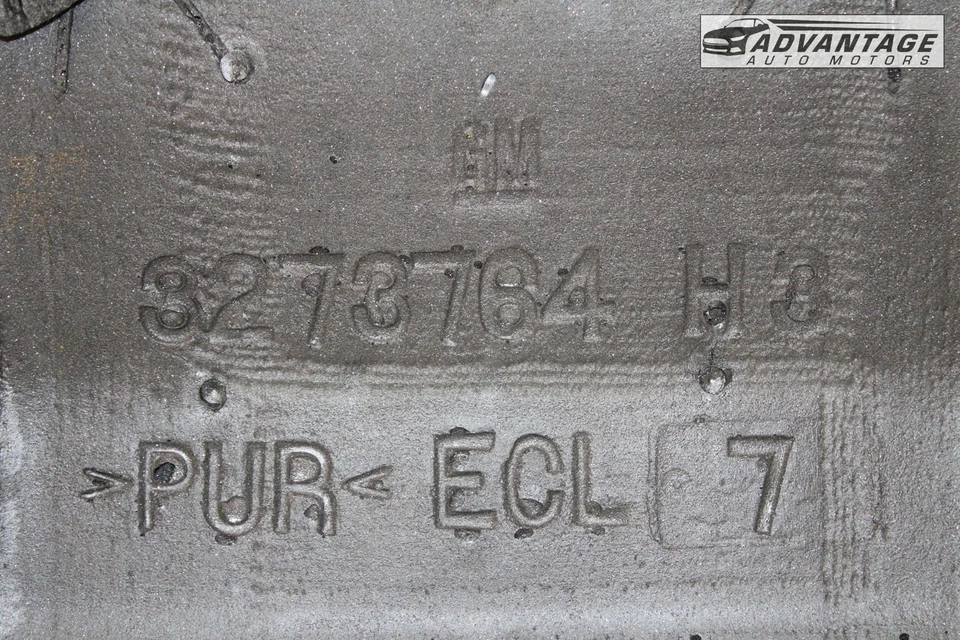 ADVANTAGE
AUTO MOTORS
GM
3273764 H3
>PUR< ECL 7